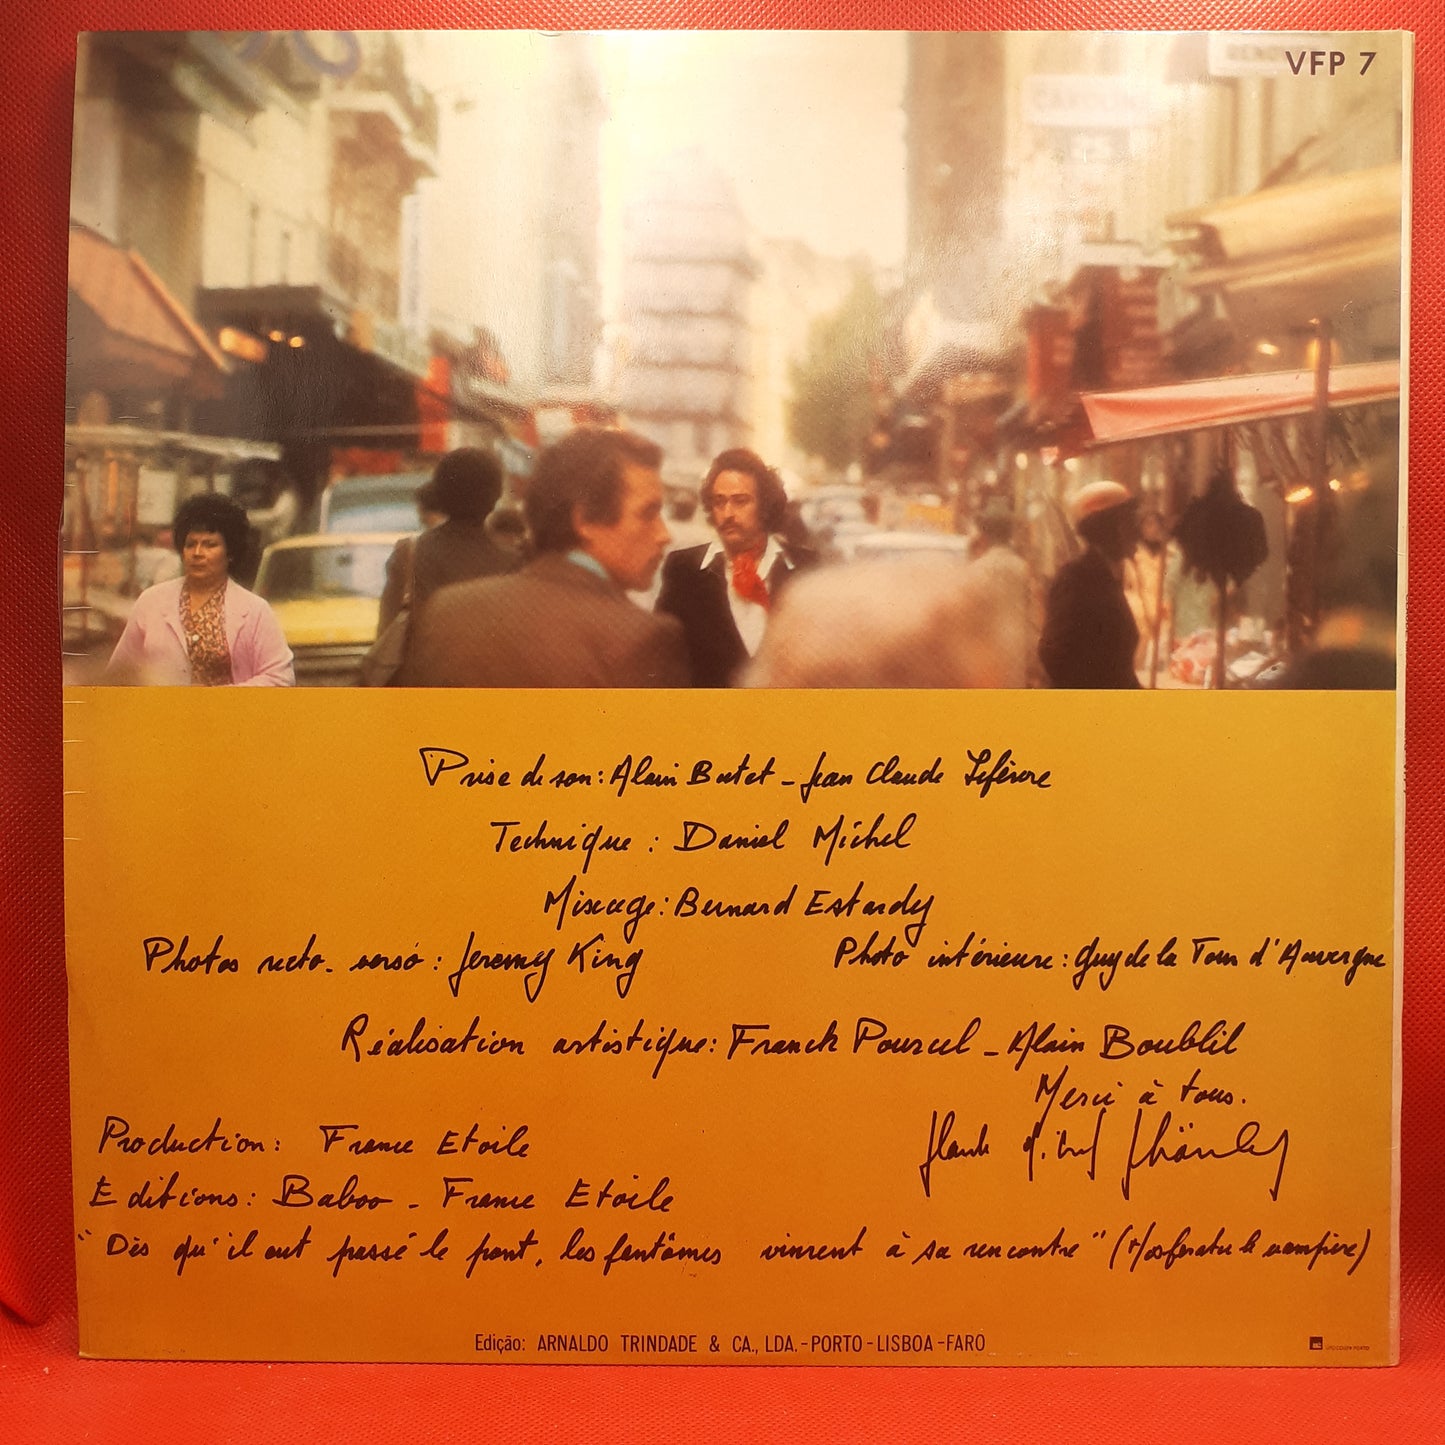 VFP 7
Prise de son: Alain Butet - Jean Claude Lefèvre
Technique: Daniel Michel
Mixage: Bernard Estardy
Photos recto-verso: Jeremy King
Photo intérieure: Guy de la Tour d'Auvergne
Réalisation artistique: Franck Pourcel - Alain Boublil
Merci à tous.
Production: France Etoile
Editions: Baboo - France Etoile
"Dès qu'il eut passé le pont, les fantômes vinrent à sa rencontre" (Nosferatu le vampire)
Edição: ARNALDO TRINDADE & CA., LDA.-PORTO-LISBOA-FARO